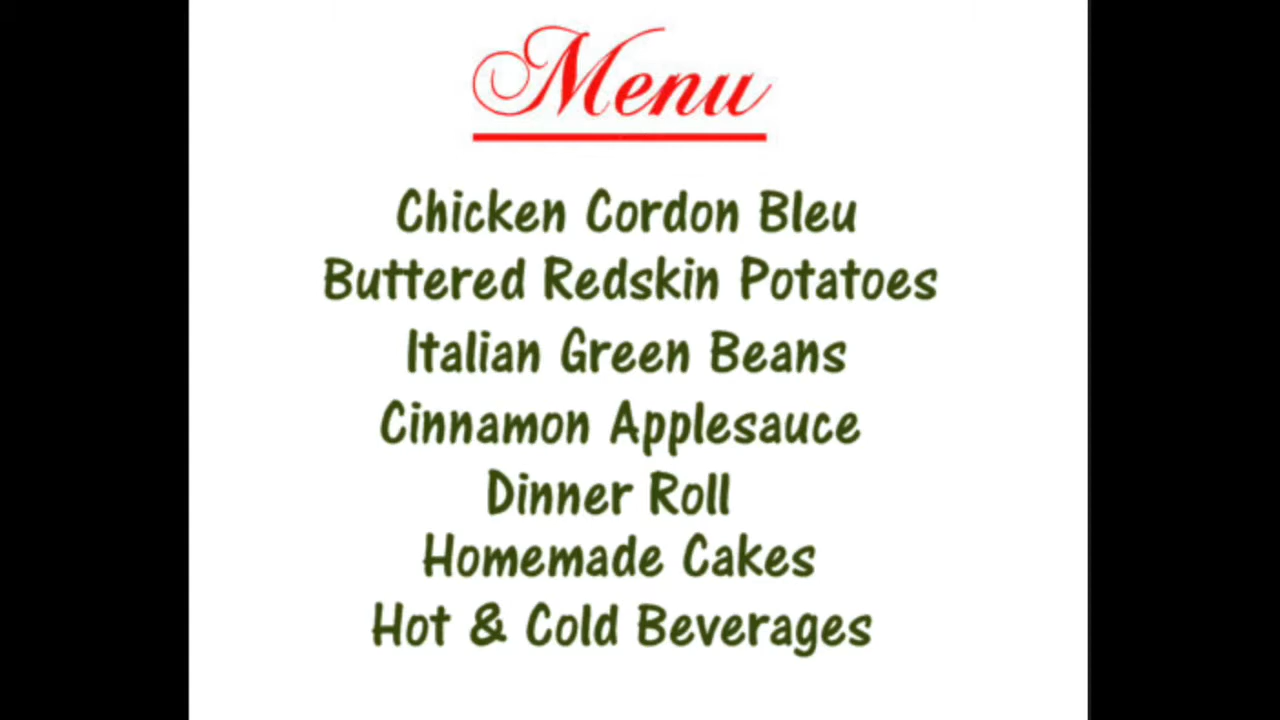 Menu
Chicken Cordon Bleu
Buttered Redskin Potatoes
Italian Green Beans
Cinnamon Applesauce
Dinner Roll
Homemade Cakes
Hot & Cold Beverages